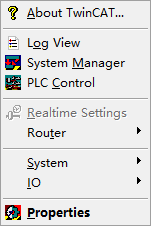 About TwinCAT...
Log View
System Manager
PLC Control
Realtime Settings
Router
System
IO
Properties